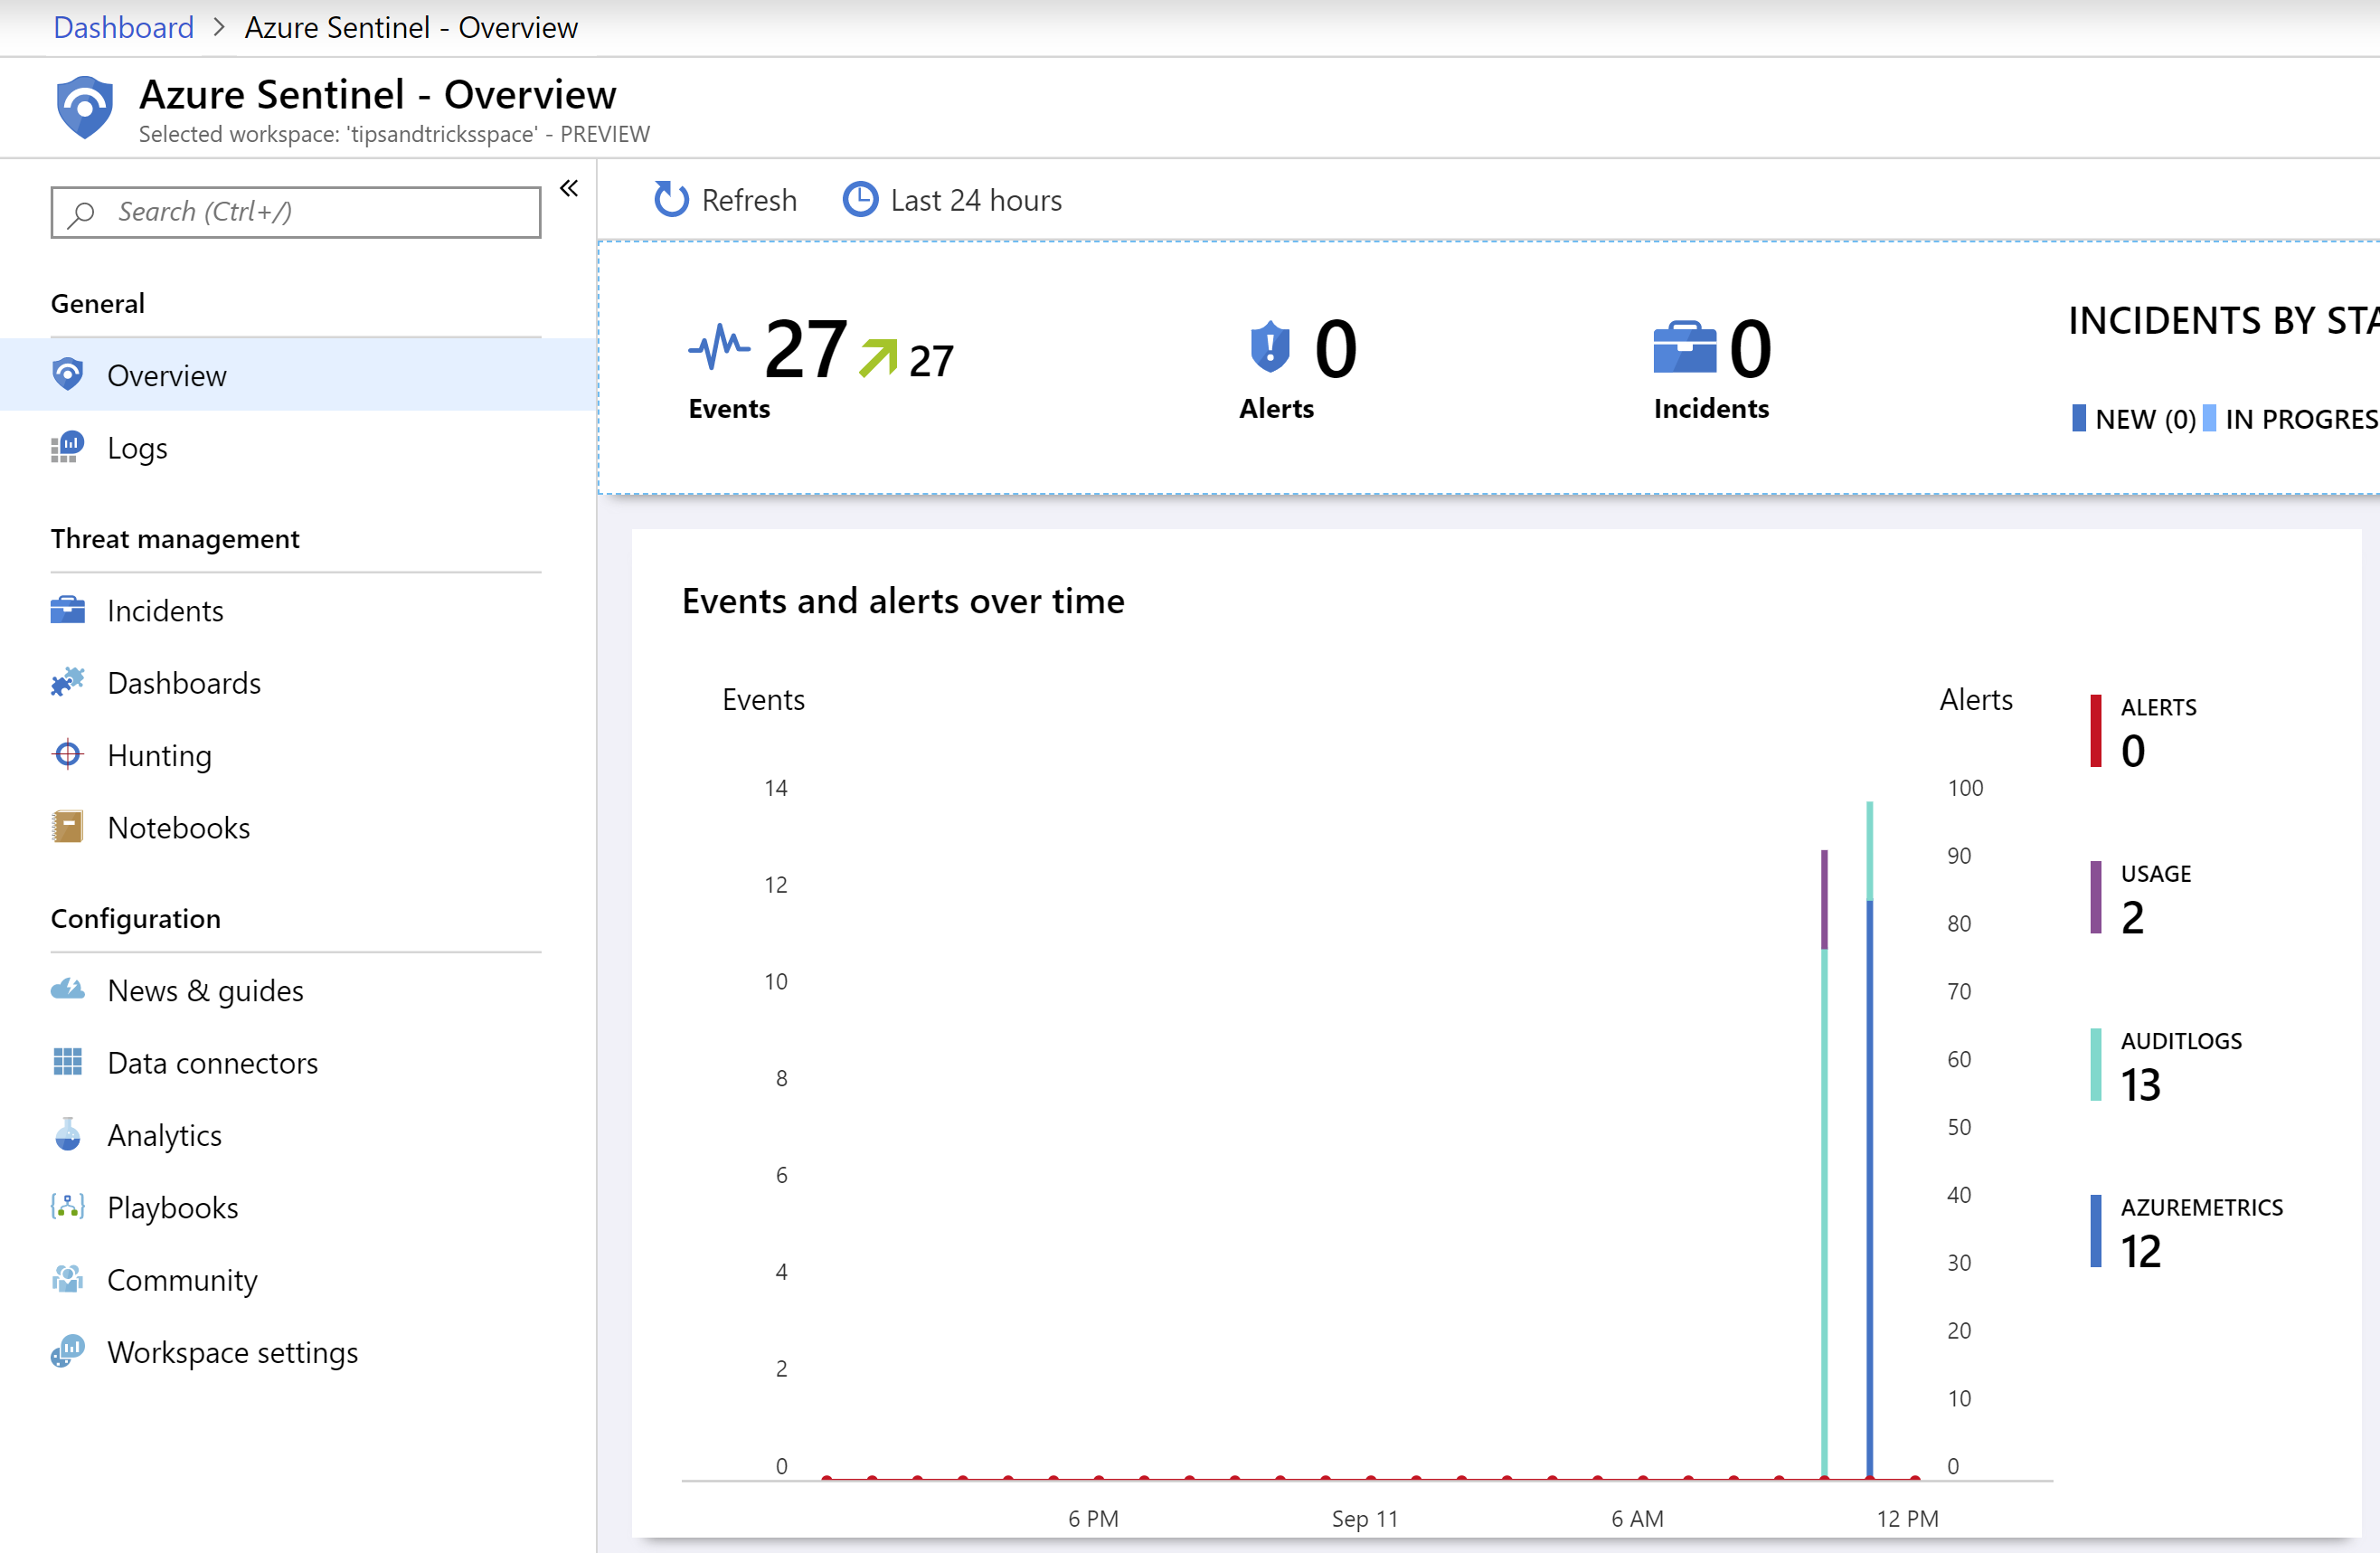 Dashboard > Azure Sentinel - Overview
Azure Sentinel - Overview
Selected workspace: 'tipsandtricksspace' - PREVIEW
Search (Ctrl+/)
«
General
Overview
Logs
Threat management
Incidents
Dashboards
Hunting
Notebooks
Configuration
News & guides
Data connectors
Analytics
Playbooks
Community
Workspace settings
Refresh
Last 24 hours
27 27
Events
0
Alerts
0
Incidents
INCIDENTS BY STA
NEW (0) IN PROGRES
Events and alerts over time
Events
Alerts
14
12
10
8
6
4
2
0
100
90
80
70
60
50
40
30
20
10
0
6 PM
Sep 11
6 AM
12 PM
ALERTS
0
USAGE
2
AUDITLOGS
13
AZUREMETRICS
12